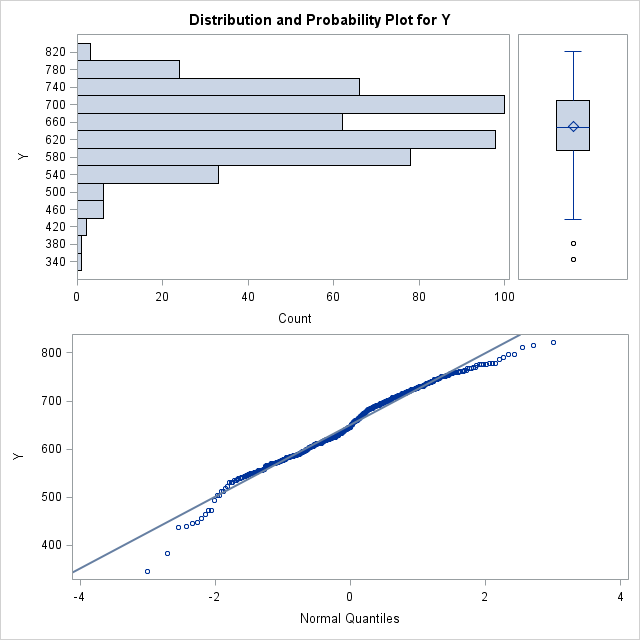 Distribution and Probability Plot for Y
820
780
740
700
660
620
580
540
500
460
420
380
340
Y
0 20 40 60 80 100
Count
800
700
600
500
400
Y
-4 -2 0 2 4
Normal Quantiles